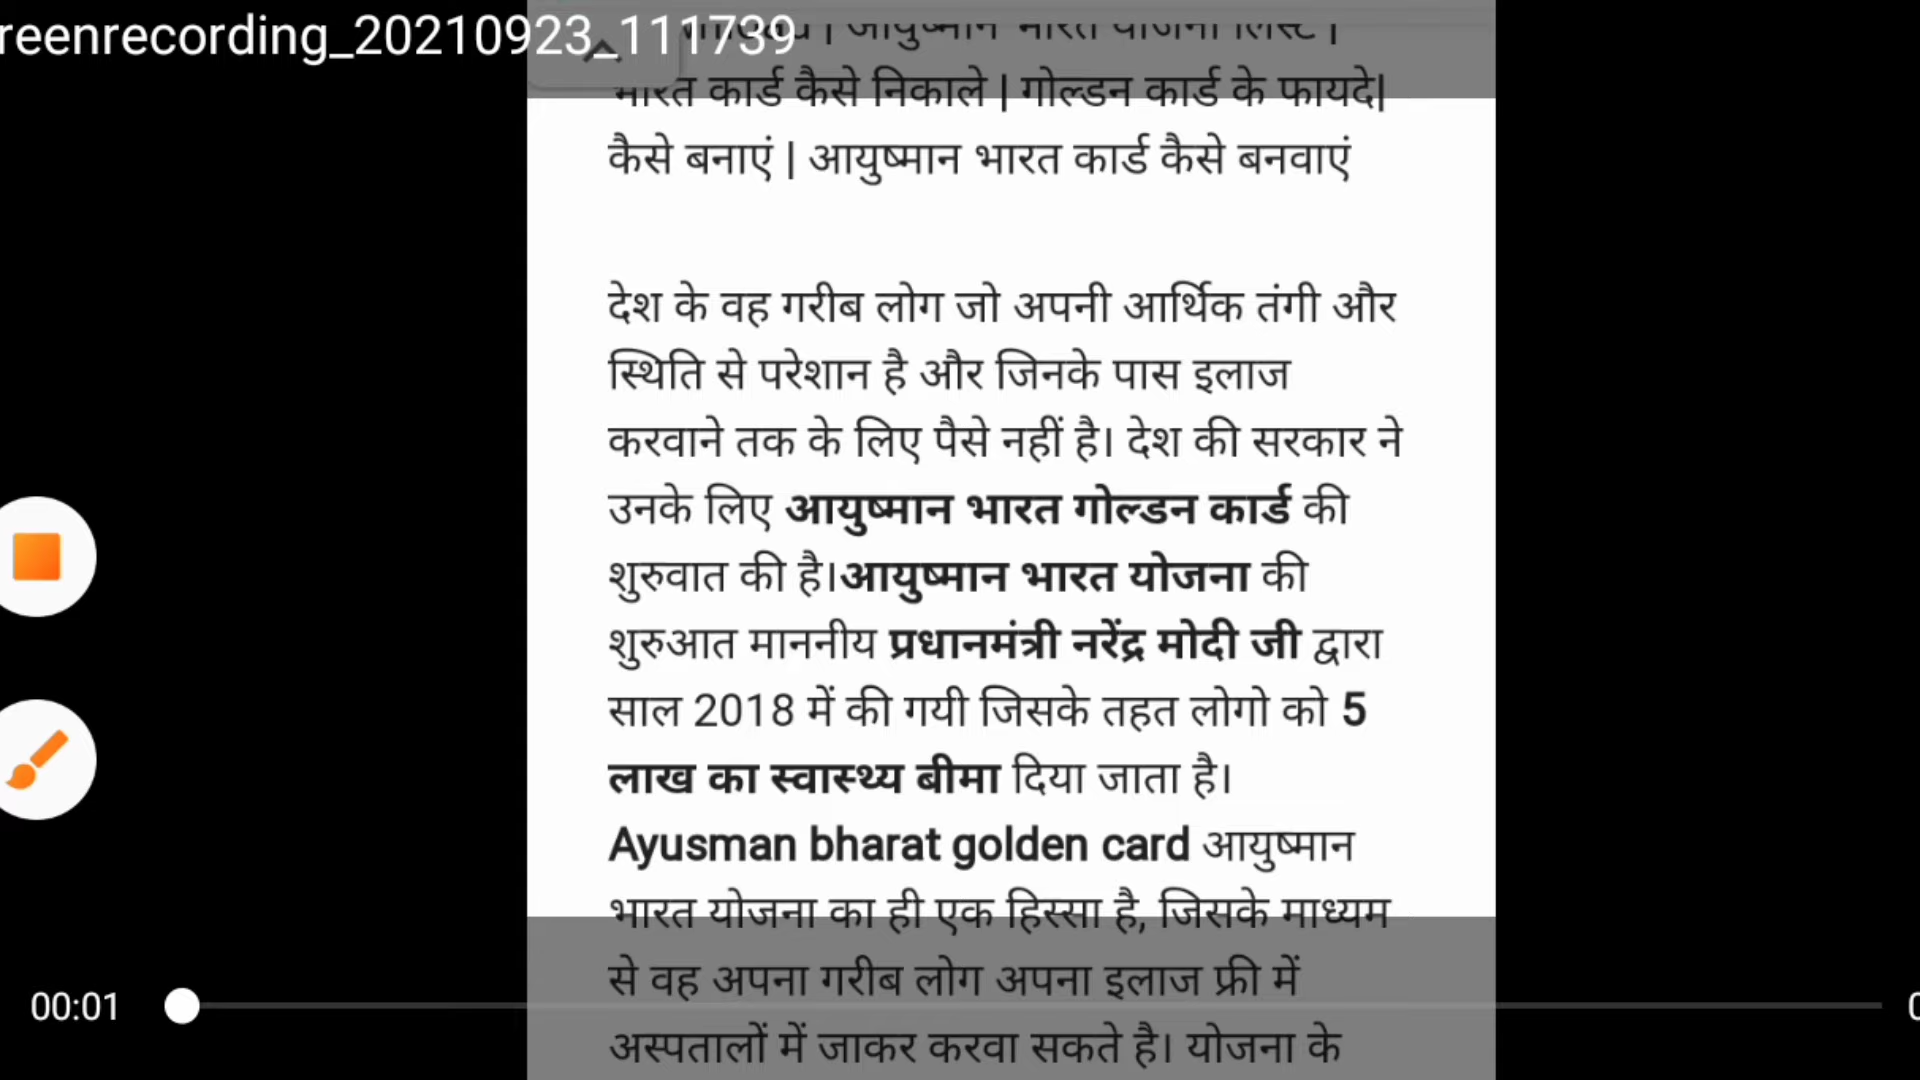 reenrecording_20210923_111739
आयुष्मान भारत योजना लिस्ट |
भारत कार्ड कैसे निकाले | गोल्डन कार्ड के फायदे|
कैसे बनाएं | आयुष्मान भारत कार्ड कैसे बनवाएं
देश के वह गरीब लोग जो अपनी आर्थिक तंगी और
स्थिति से परेशान है और जिनके पास इलाज
करवाने तक के लिए पैसे नहीं है। देश की सरकार ने
उनके लिए आयुष्मान भारत गोल्डन कार्ड की
शुरुवात की है।आयुष्मान भारत योजना की
शुरुआत माननीय प्रधानमंत्री नरेंद्र मोदी जी द्वारा
साल 2018 में की गयी जिसके तहत लोगो को 5
लाख का स्वास्थ्य बीमा दिया जाता है।
Ayusman bharat golden card आयुष्मान
भारत योजना का ही एक हिस्सा है, जिसके माध्यम
से वह अपना गरीब लोग अपना इलाज फ्री में
अस्पतालों में जाकर करवा सकते है। योजना के
00:01